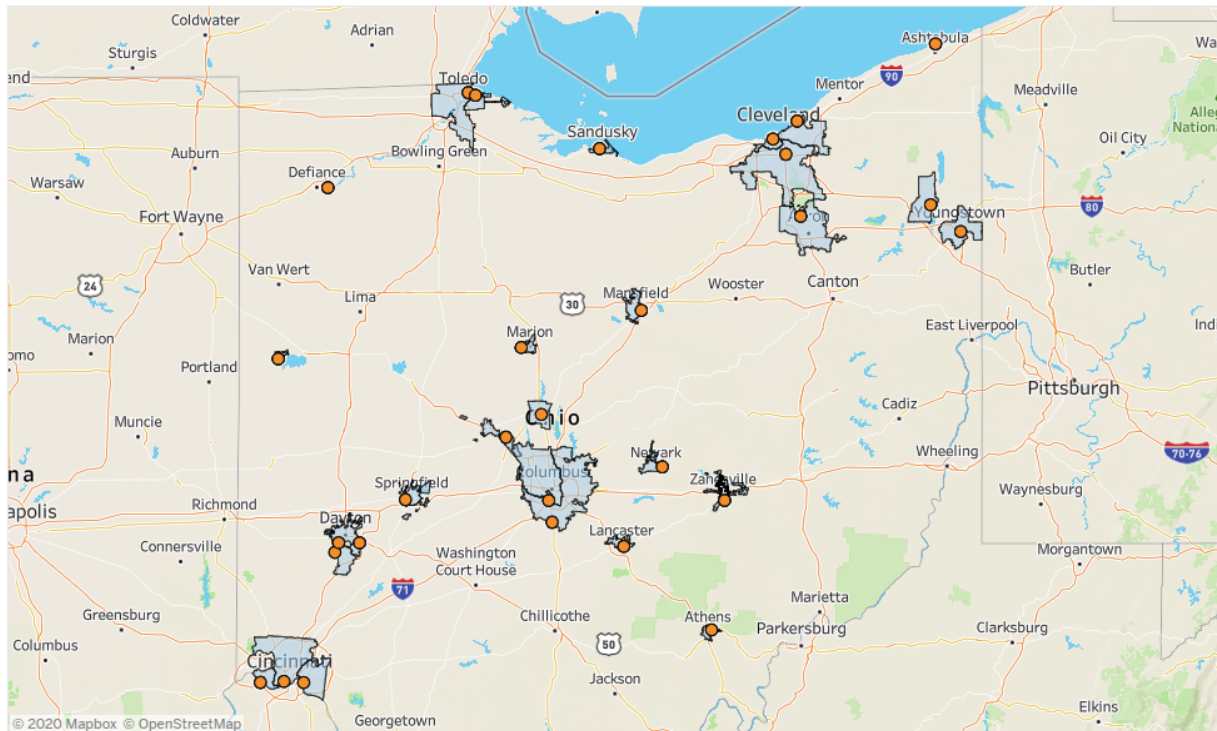 Coldwater
Adrian
Sturgis
end
Ashtabula
Wa
90
Mentor
Meadville
Toledo
Cleveland
Alleg
Nationa
Sandusky
Oil City
Auburn
Bowling Green
Defiance
Warsaw
Fort Wayne
80
Youngstown
Akron
24
Van Wert
Butler
Lima
30
Mansfield
Wooster
Canton
Marion
Marion
East Liverpool
Indi
omo
Portland
Pittsburgh
Muncie
Ohio
Cadiz
na
Columbus
Newark
Wheeling
70-76
Springfield
Zanesville
Waynesburg
apolis
Richmond
Dayton
Lancaster
Connersville
Washington
Court House
Morgantown
71
Greensburg
Chillicothe
Marietta
Athens
Parkersburg
Clarksburg
Columbus
50
Cincinnati
Jackson
Georgetown
Elkins
© 2020 Mapbox © OpenStreetMap